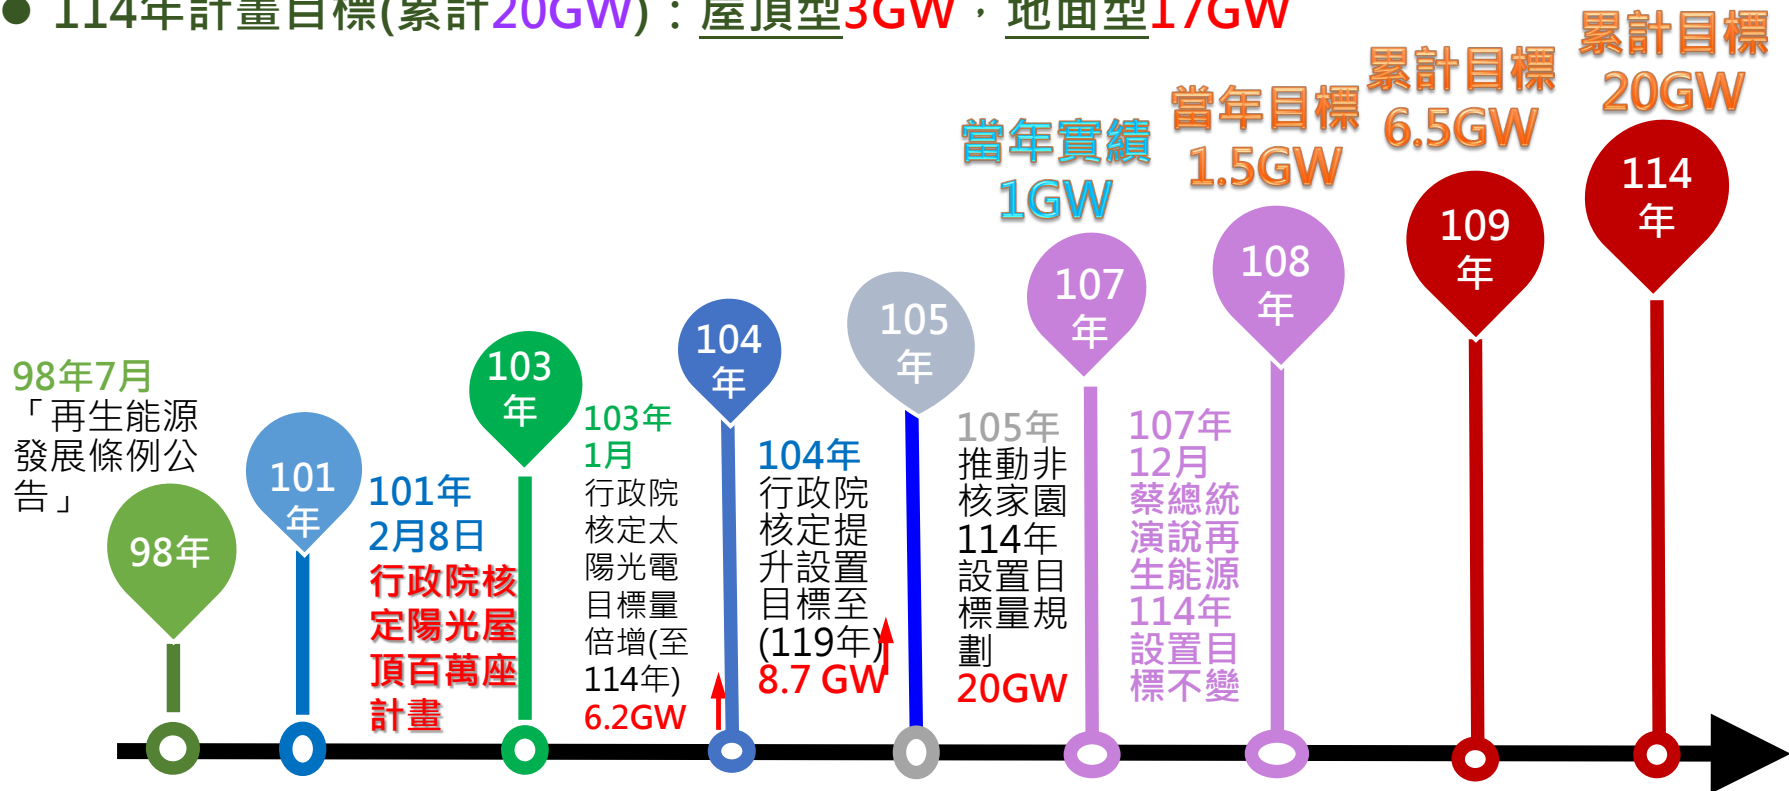 ● 114年計畫目標(累計20GW)：屋頂型3GW，地面型17GW
98年7月
「再生能源
發展條例公
告」
98年
101
年
101年
2月8日
行政院核
定陽光屋
頂百萬座
計畫
103
年
103年
1月
行政院
核定太
陽光電
目標量
倍增(至
114年)
6.2GW
104
年
104年
行政院
核定提
升設置
目標至
(119年)
8.7 GW
105
年
105年
推動非
核家園
114年
設置目
標量規
劃
20GW
當年實績
1GW
107
年
107年
12月
蔡總統
演說再
生能源
114年
設置目
標不變
當年目標
1.5GW
108
年
累計目標
6.5GW
109
年
累計目標
20GW
114
年